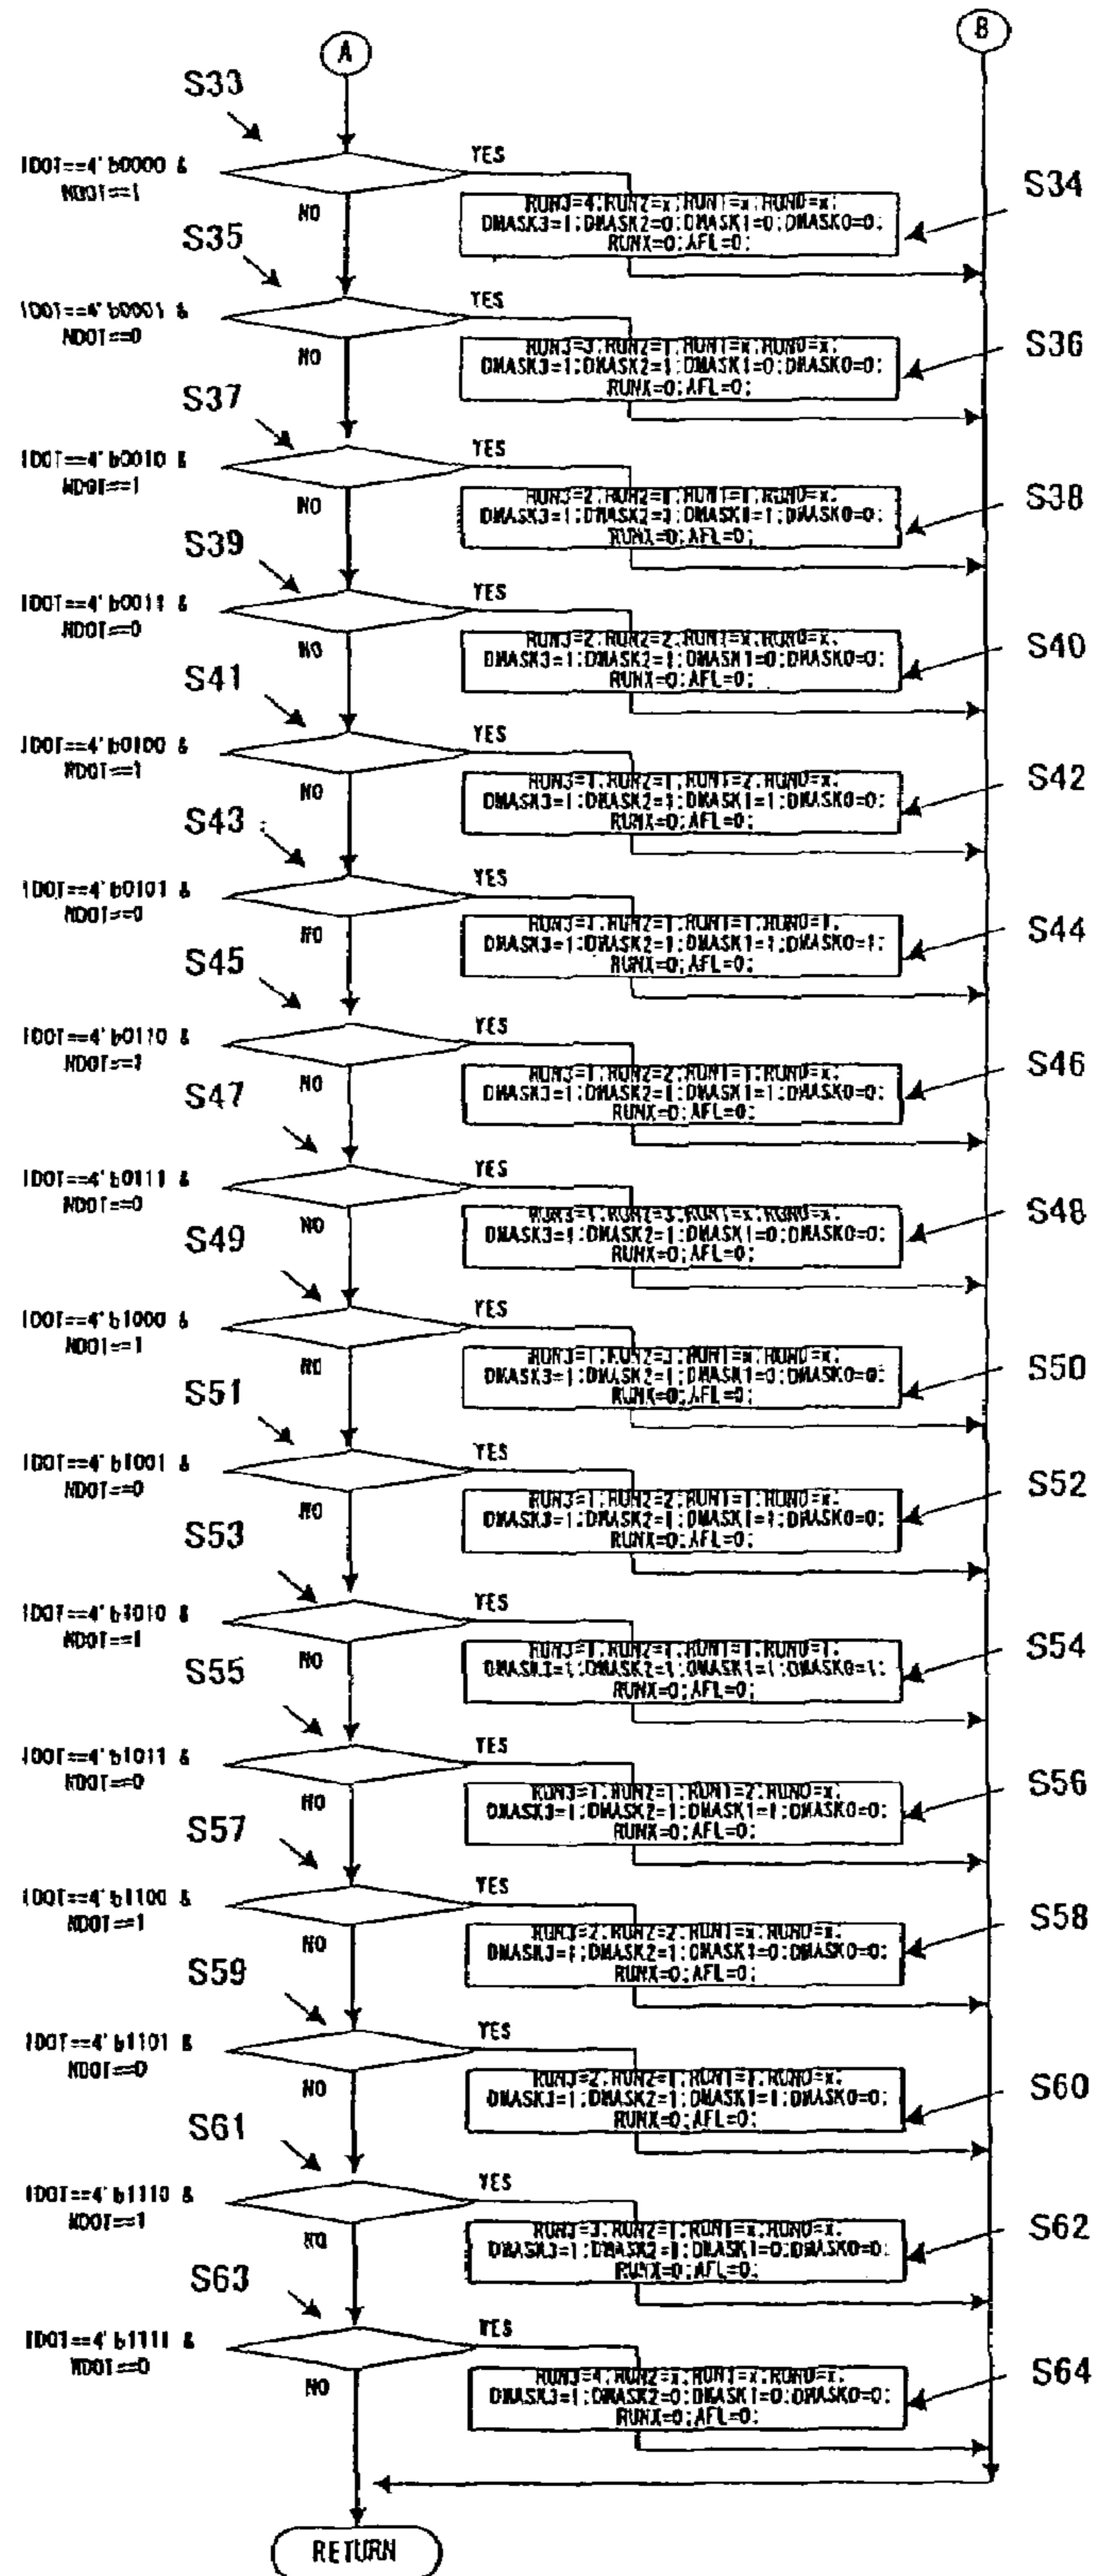 A
B
S33
IDOT==4'b0000 &
NDOT==1
YES
NO
RUN3=4;RUN2=x;RUN1=x;RUN0=x;
DMASK3=1;DMASK2=0;DMASK1=0;DMASK0=0;
RUNX=0;AFL=0;
S34
S35
IDOT==4'b0001 &
NDOT==0
YES
NO
RUN3=3;RUN2=1;RUN1=x;RUN0=x;
DMASK3=1;DMASK2=1;DMASK1=0;DMASK0=0;
RUNX=0;AFL=0;
S36
S37
IDOT==4'b0010 &
NDOT==1
YES
NO
RUN3=2;RUN2=1;RUN1=1;RUN0=x;
DMASK3=1;DMASK2=1;DMASK1=1;DMASK0=0;
RUNX=0;AFL=0;
S38
S39
IDOT==4'b0011 &
NDOT==0
YES
NO
RUN3=2;RUN2=2;RUN1=x;RUN0=x;
DMASK3=1;DMASK2=1;DMASK1=0;DMASK0=0;
RUNX=0;AFL=0;
S40
S41
IDOT==4'b0100 &
NDOT==1
YES
NO
RUN3=1;RUN2=1;RUN1=2;RUN0=x;
DMASK3=1;DMASK2=1;DMASK1=1;DMASK0=0;
RUNX=0;AFL=0;
S42
S43
IDOT==4'b0101 &
NDOT==0
YES
NO
RUN3=1;RUN2=1;RUN1=1;RUN0=1;
DMASK3=1;DMASK2=1;DMASK1=1;DMASK0=1;
RUNX=0;AFL=0;
S44
S45
IDOT==4'b0110 &
NDOT==1
YES
NO
RUN3=1;RUN2=2;RUN1=1;RUN0=x;
DMASK3=1;DMASK2=1;DMASK1=1;DMASK0=0;
RUNX=0;AFL=0;
S46
S47
IDOT==4'b0111 &
NDOT==0
YES
NO
RUN3=1;RUN2=3;RUN1=x;RUN0=x;
DMASK3=1;DMASK2=1;DMASK1=0;DMASK0=0;
RUNX=0;AFL=0;
S48
S49
IDOT==4'b1000 &
NDOT==1
YES
NO
RUN3=1;RUN2=3;RUN1=x;RUN0=x;
DMASK3=1;DMASK2=1;DMASK1=0;DMASK0=0;
RUNX=0;AFL=0;
S50
S51
IDOT==4'b1001 &
NDOT==0
YES
NO
RUN3=1;RUN2=2;RUN1=1;RUN0=x;
DMASK3=1;DMASK2=1;DMASK1=1;DMASK0=0;
RUNX=0;AFL=0;
S52
S53
IDOT==4'b1010 &
NDOT==1
YES
NO
RUN3=1;RUN2=1;RUN1=1;RUN0=1;
DMASK3=1;DMASK2=1;DMASK1=1;DMASK0=1;
RUNX=0;AFL=0;
S54
S55
IDOT==4'b1011 &
NDOT==0
YES
NO
RUN3=1;RUN2=1;RUN1=2;RUN0=x;
DMASK3=1;DMASK2=1;DMASK1=1;DMASK0=0;
RUNX=0;AFL=0;
S56
S57
IDOT==4'b1100 &
NDOT==1
YES
NO
RUN3=2;RUN2=2;RUN1=x;RUN0=x;
DMASK3=1;DMASK2=1;DMASK1=0;DMASK0=0;
RUNX=0;AFL=0;
S58
S59
IDOT==4'b1101 &
NDOT==0
YES
NO
RUN3=2;RUN2=1;RUN1=1;RUN0=x;
DMASK3=1;DMASK2=1;DMASK1=1;DMASK0=0;
RUNX=0;AFL=0;
S60
S61
IDOT==4'b1110 &
NDOT==1
YES
NO
RUN3=3;RUN2=1;RUN1=x;RUN0=x;
DMASK3=1;DMASK2=1;DMASK1=0;DMASK0=0;
RUNX=0;AFL=0;
S62
S63
IDOT==4'b1111 &
NDOT==0
YES
NO
RUN3=4;RUN2=x;RUN1=x;RUN0=x;
DMASK3=1;DMASK2=0;DMASK1=0;DMASK0=0;
RUNX=0;AFL=0;
S64
RETURN